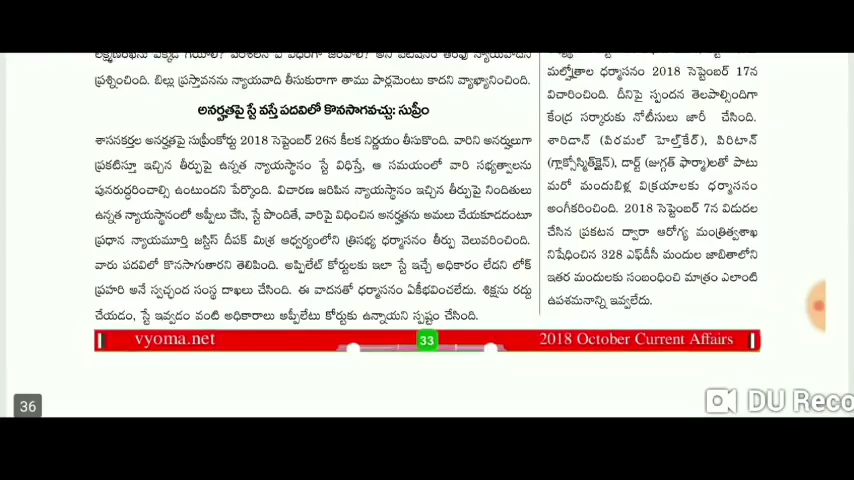 ప్రశ్నించింది. బిల్లు ప్రస్తావనను న్యాయవాది తీసుకురాగా తాము పార్లమెంటు కాదని వ్యాఖ్యానించింది.
అనర్హతపై స్టే వస్తే పదవిలో కొనసాగవచ్చు: సుప్రీం
శాసనకర్తల అనర్హతపై సుప్రీంకోర్టు 2018 సెప్టెంబర్ 26న కీలక నిర్ణయం తీసుకొంది. వారిని అనర్హులుగా
ప్రకటిస్తూ ఇచ్చిన తీర్పుపై ఉన్నత న్యాయస్థానం స్టే విధిస్తే, ఆ సమయంలో వారి సభ్యత్వాలను
పునరుద్ధరించాల్సి ఉంటుందని పేర్కొంది. విచారణ జరిపిన న్యాయస్థానం ఇచ్చిన తీర్పుపై నిందితులు
ఉన్నత న్యాయస్థానంలో అప్పీలు చేసి, స్టే పొందితే, వారిపై విధించిన అనర్హతను అమలు చేయకూడదంటూ
ప్రధాన న్యాయమూర్తి జస్టిస్ దీపక్ మిశ్ర ఆధ్వర్యంలోని త్రిసభ్య ధర్మాసనం తీర్పు వెలువరించింది.
వారు పదవిలో కొనసాగుతారని తెలిపింది. అప్పిలేట్ కోర్టులకు ఇలా స్టే ఇచ్చే అధికారం లేదని లోక్
ప్రహరి అనే స్వచ్ఛంద సంస్థ దాఖలు చేసింది. ఈ వాదనతో ధర్మాసనం ఏకీభవించలేదు. శిక్షను రద్దు
చేయడం, స్టే ఇవ్వడం వంటి అధికారాలు అప్పీలేటు కోర్టుకు ఉన్నాయని స్పష్టం చేసింది.
మల్హోత్రాల ధర్మాసనం 2018 సెప్టెంబర్ 17న
విచారించింది. దీనిపై స్పందన తెలపాల్సిందిగా
కేంద్ర సర్కారుకు నోటీసులు జారీ చేసింది.
శారిడాన్ (పిరమల్ హెల్త్‌కేర్), పిరిటాన్
(గ్లాక్సోస్మిత్‌క్లైన్), డార్ట్ (జుగ్గత్ ఫార్మా)లతో పాటు
మరో మందుబిళ్ల విక్రయాలకు ధర్మాసనం
అంగీకరించింది. 2018 సెప్టెంబర్ 7న విడుదల
చేసిన ప్రకటన ద్వారా ఆరోగ్య మంత్రిత్వశాఖ
నిషేధించిన 328 ఎఫ్‌డీసీ మందుల జాబితాలోని
ఇతర మందులకు సంబంధించి మాత్రం ఎలాంటి
ఉపశమనాన్ని ఇవ్వలేదు.
vyoma.net
33
2018 October Current Affairs
36
DU Reco